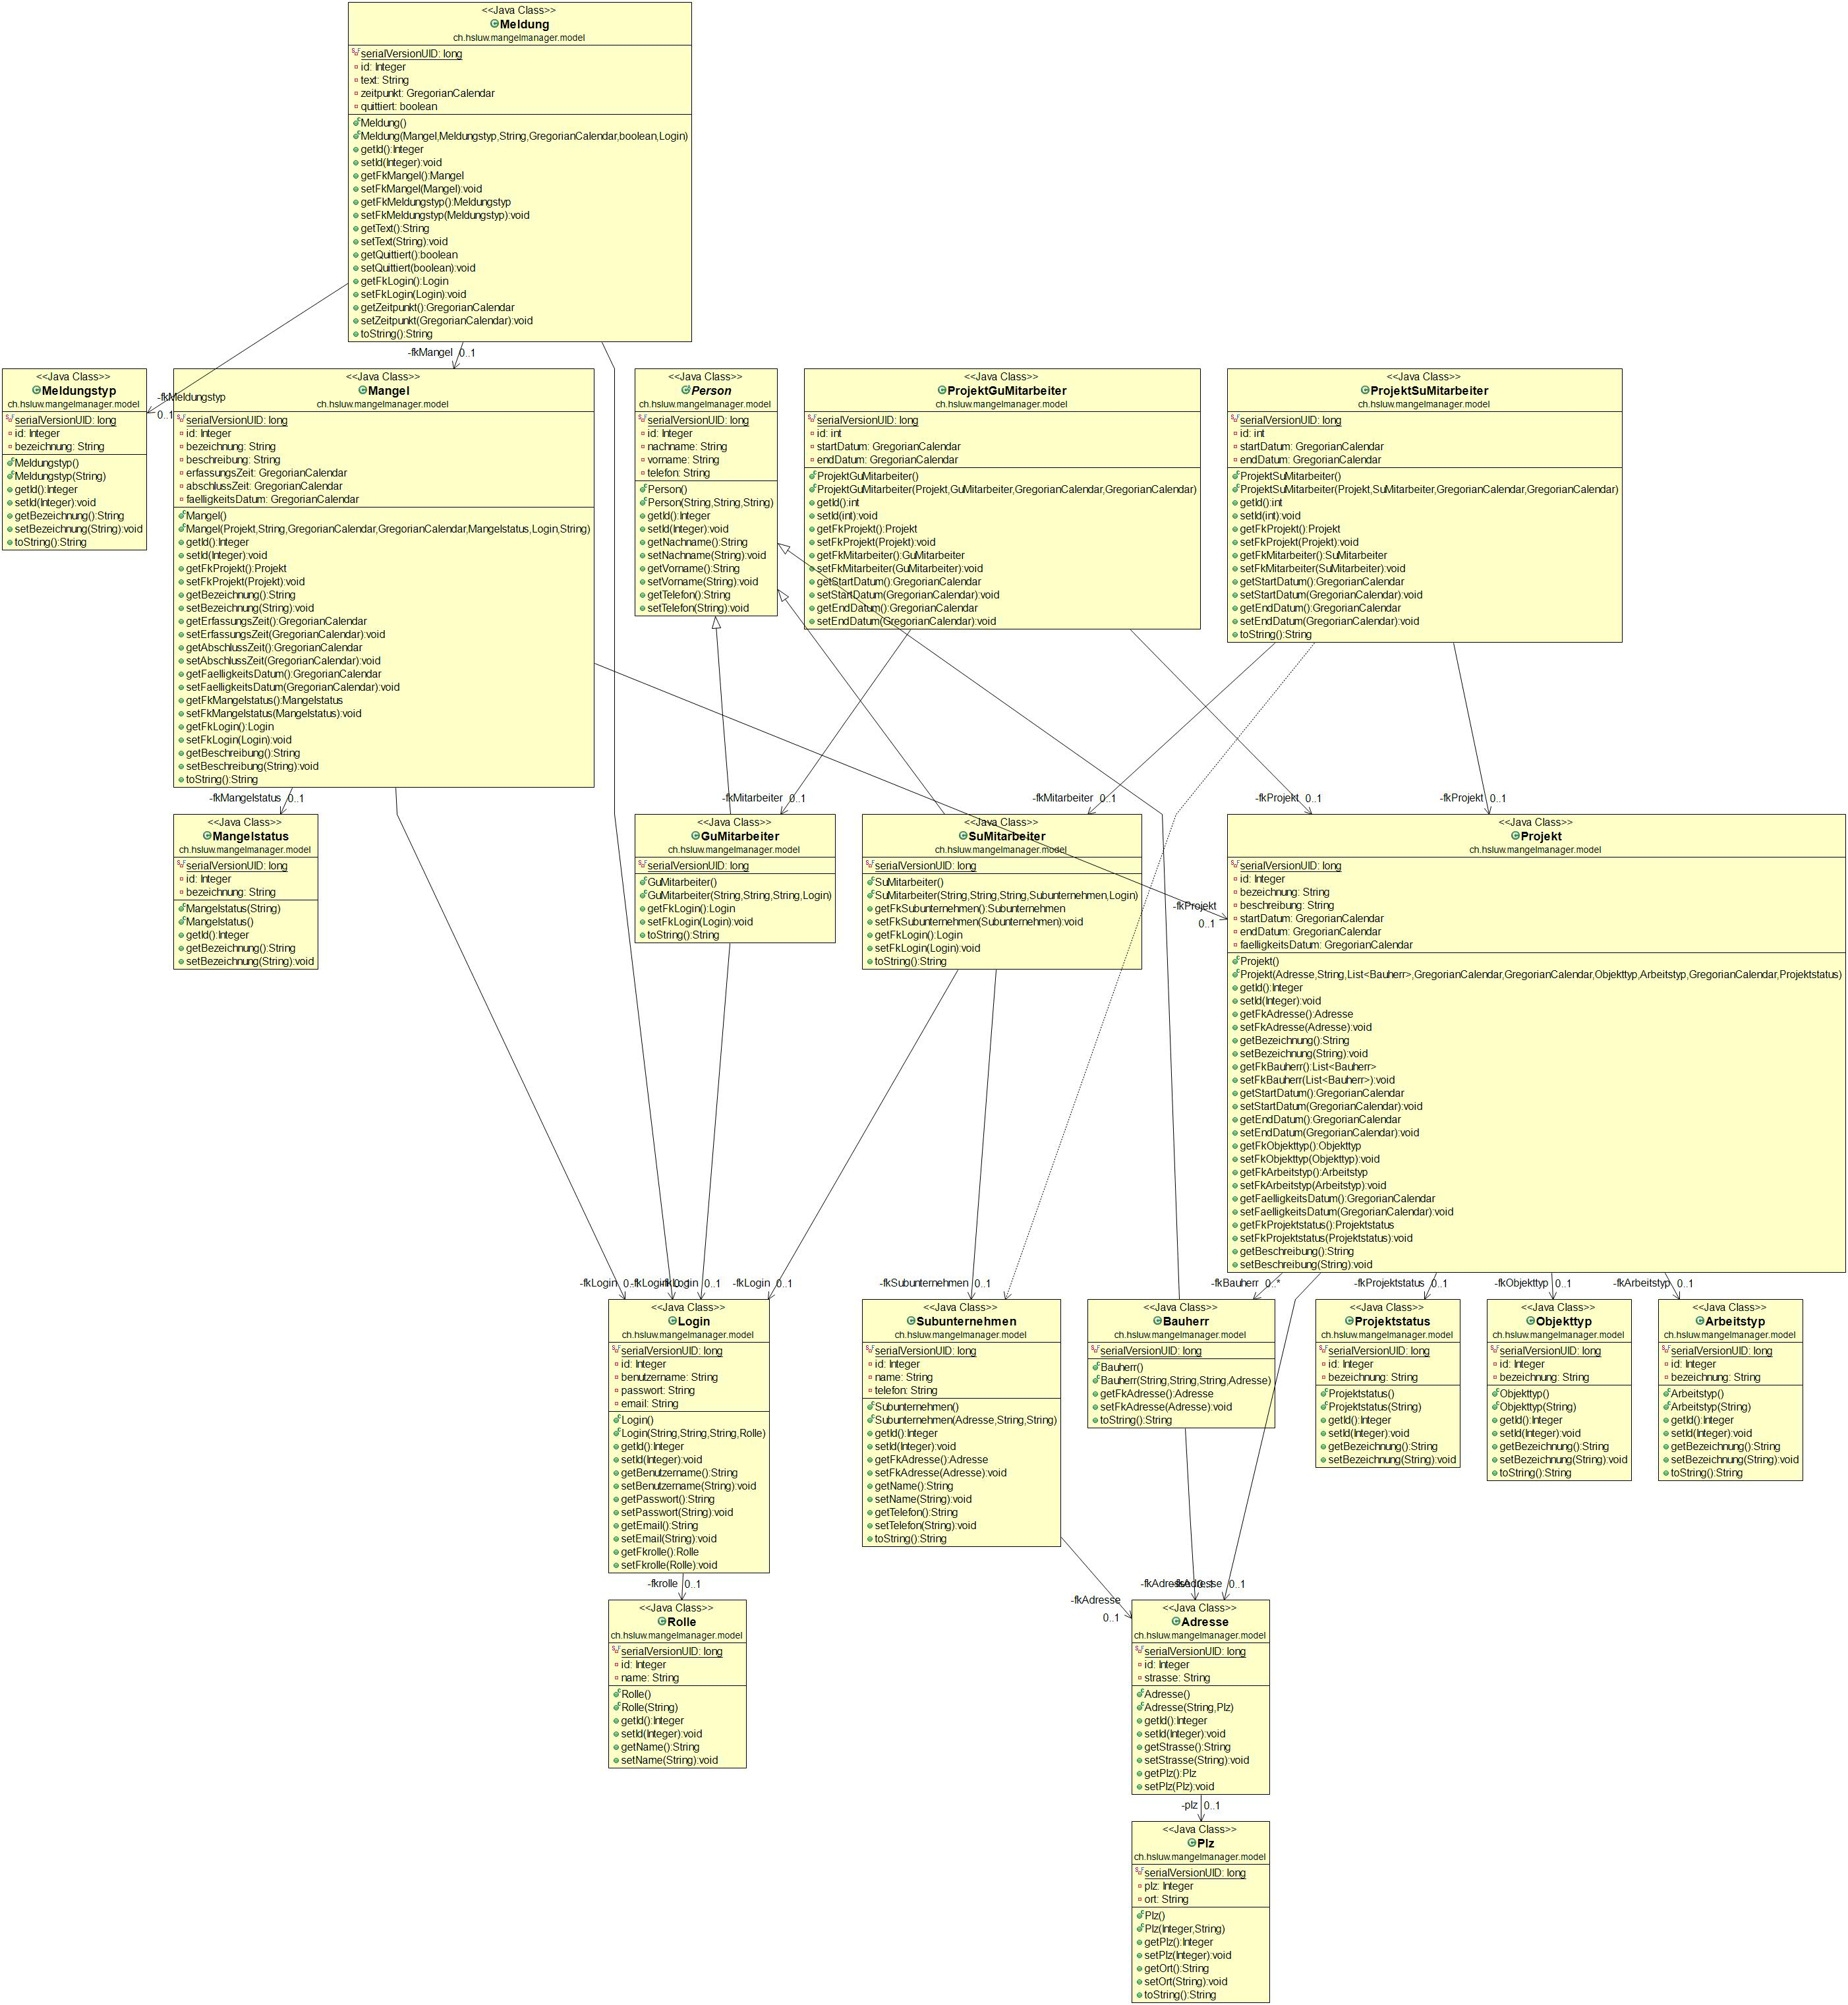 <<Java Class>>
Meldung
ch.hsluw.mangelmanager.model
serialVersionUID: long
id: Integer
text: String
zeitpunkt: GregorianCalendar
quittiert: boolean
Meldung()
Meldung(Mangel,Meldungstyp,String,GregorianCalendar,boolean,Login)
getId():Integer
setId(Integer):void
getFkMangel():Mangel
setFkMangel(Mangel):void
getFkMeldungstyp():Meldungstyp
setFkMeldungstyp(Meldungstyp):void
getText():String
setText(String):void
getQuittiert():boolean
setQuittiert(boolean):void
getFkLogin():Login
setFkLogin(Login):void
getZeitpunkt():GregorianCalendar
setZeitpunkt(GregorianCalendar):void
toString():String
-fkMangel 0..1
-fkMeldungstyp
0..1
<<Java Class>>
Meldungstyp
ch.hsluw.mangelmanager.model
serialVersionUID: long
id: Integer
bezeichnung: String
Meldungstyp()
Meldungstyp(String)
getId():Integer
setId(Integer):void
getBezeichnung():String
setBezeichnung(String):void
toString():String
<<Java Class>>
Mangel
ch.hsluw.mangelmanager.model
serialVersionUID: long
id: Integer
bezeichnung: String
beschreibung: String
erfassungsZeit: GregorianCalendar
abschlussZeit: GregorianCalendar
faelligkeitsDatum: GregorianCalendar
Mangel()
Mangel(Projekt,String,GregorianCalendar,GregorianCalendar,Mangelstatus,Login,String)
getId():Integer
setId(Integer):void
getFkProjekt():Projekt
setFkProjekt(Projekt):void
getBezeichnung():String
setBezeichnung(String):void
getErfassungsZeit():GregorianCalendar
setErfassungsZeit(GregorianCalendar):void
getAbschlussZeit():GregorianCalendar
setAbschlussZeit(GregorianCalendar):void
getFaelligkeitsDatum():GregorianCalendar
setFaelligkeitsDatum(GregorianCalendar):void
getFkMangelstatus():Mangelstatus
setFkMangelstatus(Mangelstatus):void
getFkLogin():Login
setFkLogin(Login):void
getBeschreibung():String
setBeschreibung(String):void
toString():String
<<Java Class>>
Person
ch.hsluw.mangelmanager.model
serialVersionUID: long
id: Integer
nachname: String
vorname: String
telefon: String
Person()
Person(String,String,String)
getId():Integer
setId(Integer):void
getNachname():String
setNachname(String):void
getVorname():String
setVorname(String):void
getTelefon():String
setTelefon(String):void
<<Java Class>>
ProjektGuMitarbeiter
ch.hsluw.mangelmanager.model
serialVersionUID: long
id: int
startDatum: GregorianCalendar
endDatum: GregorianCalendar
ProjektGuMitarbeiter()
ProjektGuMitarbeiter(Projekt,GuMitarbeiter,GregorianCalendar,GregorianCalendar)
getId():int
setId(int):void
getFkProjekt():Projekt
setFkProjekt(Projekt):void
getFkMitarbeiter():GuMitarbeiter
setFkMitarbeiter(GuMitarbeiter):void
getStartDatum():GregorianCalendar
setStartDatum(GregorianCalendar):void
getEndDatum():GregorianCalendar
setEndDatum(GregorianCalendar):void
<<Java Class>>
ProjektSuMitarbeiter
ch.hsluw.mangelmanager.model
serialVersionUID: long
id: int
startDatum: GregorianCalendar
endDatum: GregorianCalendar
ProjektSuMitarbeiter()
ProjektSuMitarbeiter(Projekt,SuMitarbeiter,GregorianCalendar,GregorianCalendar)
getId():int
setId(int):void
getFkProjekt():Projekt
setFkProjekt(Projekt):void
getFkMitarbeiter():SuMitarbeiter
setFkMitarbeiter(SuMitarbeiter):void
getStartDatum():GregorianCalendar
setStartDatum(GregorianCalendar):void
getEndDatum():GregorianCalendar
setEndDatum(GregorianCalendar):void
toString():String
-fkMangelstatus 0..1
-fkMitarbeiter 0..1
-fkMitarbeiter 0..1
-fkProjekt 0..1
-fkProjekt 0..1
-fkProjekt
0..1
<<Java Class>>
Mangelstatus
ch.hsluw.mangelmanager.model
serialVersionUID: long
id: Integer
bezeichnung: String
Mangelstatus(String)
Mangelstatus()
getId():Integer
getBezeichnung():String
setBezeichnung(String):void
<<Java Class>>
GuMitarbeiter
ch.hsluw.mangelmanager.model
serialVersionUID: long
GuMitarbeiter()
GuMitarbeiter(String,String,String,Login)
getFkLogin():Login
setFkLogin(Login):void
toString():String
<<Java Class>>
SuMitarbeiter
ch.hsluw.mangelmanager.model
serialVersionUID: long
SuMitarbeiter()
SuMitarbeiter(String,String,String,Subunternehmen,Login)
getFkSubunternehmen():Subunternehmen
setFkSubunternehmen(Subunternehmen):void
getFkLogin():Login
setFkLogin(Login):void
toString():String
<<Java Class>>
Projekt
ch.hsluw.mangelmanager.model
serialVersionUID: long
id: Integer
bezeichnung: String
beschreibung: String
startDatum: GregorianCalendar
endDatum: GregorianCalendar
faelligkeitsDatum: GregorianCalendar
Projekt()
Projekt(Adresse,String,List<Bauherr>,GregorianCalendar,GregorianCalendar,Objekttyp,Arbeitstyp,GregorianCalendar,Projektstatus)
getId():Integer
setId(Integer):void
getFkAdresse():Adresse
setFkAdresse(Adresse):void
getBezeichnung():String
setBezeichnung(String):void
getFkBauherr():List<Bauherr>
setFkBauherr(List<Bauherr>):void
getStartDatum():GregorianCalendar
setStartDatum(GregorianCalendar):void
getEndDatum():GregorianCalendar
setEndDatum(GregorianCalendar):void
getFkObjekttyp():Objekttyp
setFkObjekttyp(Objekttyp):void
getFkArbeitstyp():Arbeitstyp
setFkArbeitstyp(Arbeitstyp):void
getFaelligkeitsDatum():GregorianCalendar
setFaelligkeitsDatum(GregorianCalendar):void
getFkProjektstatus():Projektstatus
setFkProjektstatus(Projektstatus):void
getBeschreibung():String
setBeschreibung(String):void
-fkLogin
-fkLogin
-fkLogin 0..1
-fkLogin 0..1
-fkSubunternehmen 0..1
-fkBauherr 0..*
-fkProjektstatus 0..1
-fkObjekttyp 0..1
-fkArbeitstyp 0..1
<<Java Class>>
Login
ch.hsluw.mangelmanager.model
serialVersionUID: long
id: Integer
benutzername: String
passwort: String
email: String
Login()
Login(String,String,String,Rolle)
getId():Integer
setId(Integer):void
getBenutzername():String
setBenutzername(String):void
getPasswort():String
setPasswort(String):void
getEmail():String
setEmail(String):void
getFkrolle():Rolle
setFkrolle(Rolle):void
<<Java Class>>
Subunternehmen
ch.hsluw.mangelmanager.model
serialVersionUID: long
id: Integer
name: String
telefon: String
Subunternehmen()
Subunternehmen(Adresse,String,String)
getId():Integer
setId(Integer):void
getFkAdresse():Adresse
setFkAdresse(Adresse):void
getName():String
setName(String):void
getTelefon():String
setTelefon(String):void
toString():String
<<Java Class>>
Bauherr
ch.hsluw.mangelmanager.model
serialVersionUID: long
Bauherr()
Bauherr(String,String,String,Adresse)
getFkAdresse():Adresse
setFkAdresse(Adresse):void
toString():String
<<Java Class>>
Projektstatus
ch.hsluw.mangelmanager.model
serialVersionUID: long
id: Integer
bezeichnung: String
Projektstatus()
Projektstatus(String)
getId():Integer
setId(Integer):void
getBezeichnung():String
setBezeichnung(String):void
<<Java Class>>
Objekttyp
ch.hsluw.mangelmanager.model
serialVersionUID: long
id: Integer
bezeichnung: String
Objekttyp()
Objekttyp(String)
getId():Integer
setId(Integer):void
getBezeichnung():String
setBezeichnung(String):void
toString():String
<<Java Class>>
Arbeitstyp
ch.hsluw.mangelmanager.model
serialVersionUID: long
id: Integer
bezeichnung: String
Arbeitstyp()
Arbeitstyp(String)
getId():Integer
setId(Integer):void
getBezeichnung():String
setBezeichnung(String):void
toString():String
-fkrolle 0..1
-fkAdresse
0..1
-fkAdresse 0..1
-fkAdresse 0..1
<<Java Class>>
Rolle
ch.hsluw.mangelmanager.model
serialVersionUID: long
id: Integer
name: String
Rolle()
Rolle(String)
getId():Integer
setId(Integer):void
getName():String
setName(String):void
<<Java Class>>
Adresse
ch.hsluw.mangelmanager.model
serialVersionUID: long
id: Integer
strasse: String
Adresse()
Adresse(String,Plz)
getId():Integer
setId(Integer):void
getStrasse():String
setStrasse(String):void
getPlz():Plz
setPlz(Plz):void
-plz 0..1
<<Java Class>>
Plz
ch.hsluw.mangelmanager.model
serialVersionUID: long
plz: Integer
ort: String
Plz()
Plz(Integer,String)
getPlz():Integer
setPlz(Integer):void
getOrt():String
setOrt(String):void
toString():String